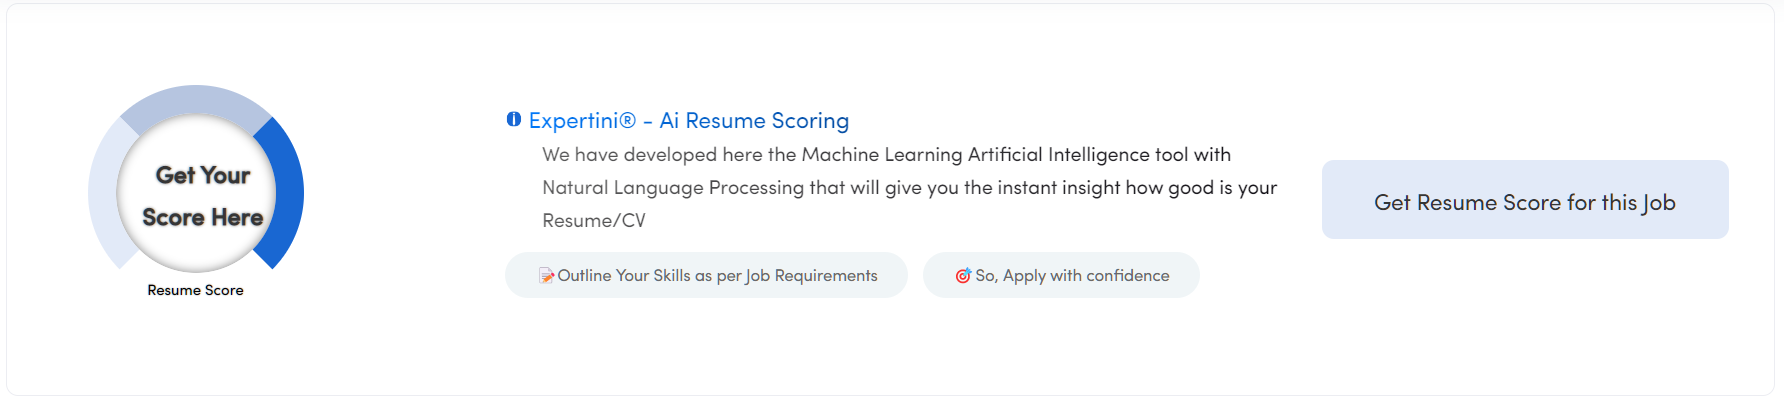 Get Your
Score Here
Resume Score
Expertini® - Ai Resume Scoring
We have developed here the Machine Learning Artificial Intelligence tool with
Natural Language Processing that will give you the instant insight how good is your
Resume/CV
Outline Your Skills as per Job Requirements
So, Apply with confidence
Get Resume Score for this Job